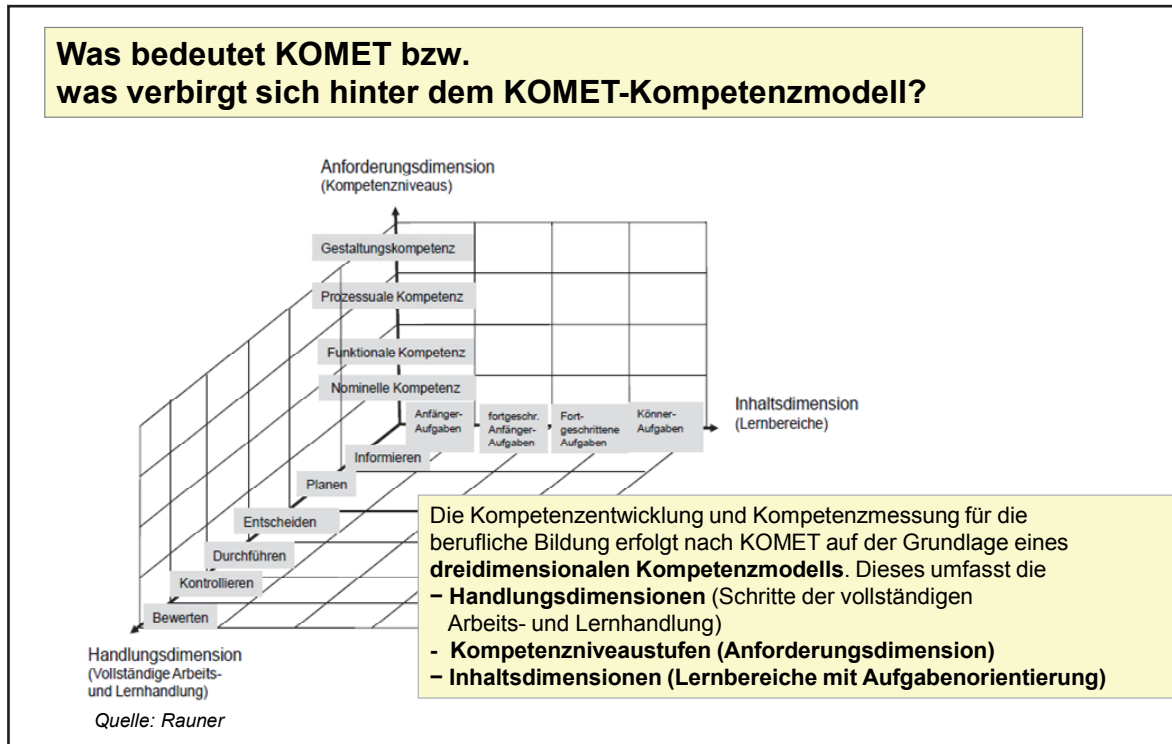 Was bedeutet KOMET bzw.
was verbirgt sich hinter dem KOMET-Kompetenzmodell?
Anforderungsdimension
(Kompetenzniveaus)
Gestaltungskompetenz
Prozessuale Kompetenz
Funktionale Kompetenz
Nominelle Kompetenz
Anfänger-
Aufgaben
fortgeschr.
Anfänger-
Aufgaben
Fort-
geschrittene
Aufgaben
Könner-
Aufgaben
Inhaltsdimension
(Lernbereiche)
Informieren
Planen
Entscheiden
Durchführen
Kontrollieren
Bewerten
Handlungsdimension
(Vollständige Arbeits-
und Lernhandlung)
Die Kompetenzentwicklung und Kompetenzmessung für die
berufliche Bildung erfolgt nach KOMET auf der Grundlage eines
dreidimensionalen Kompetenzmodells. Dieses umfasst die
− Handlungsdimensionen (Schritte der vollständigen
Arbeits- und Lernhandlung)
- Kompetenzniveaustufen (Anforderungsdimension)
− Inhaltsdimensionen (Lernbereiche mit Aufgabenorientierung)
Quelle: Rauner